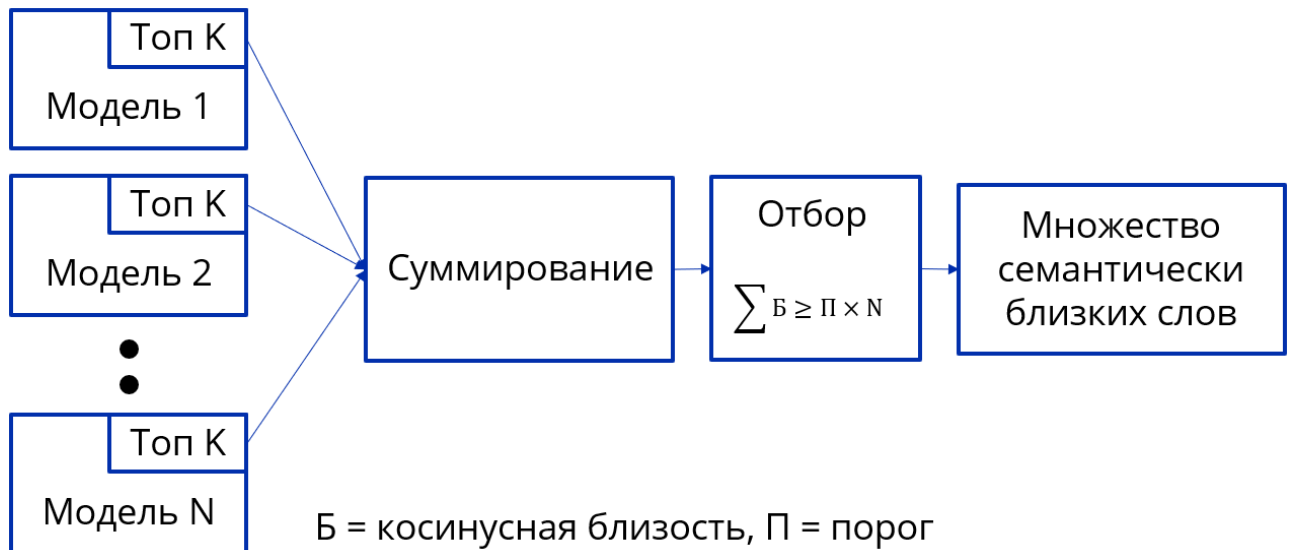 Топ K
Модель 1
Топ K
Модель 2
Топ K
Модель N
Суммирование
Отбор
∑ Б ≥ П × N
Множество
семантически
близких слов
Б = косинусная близость, П = порог